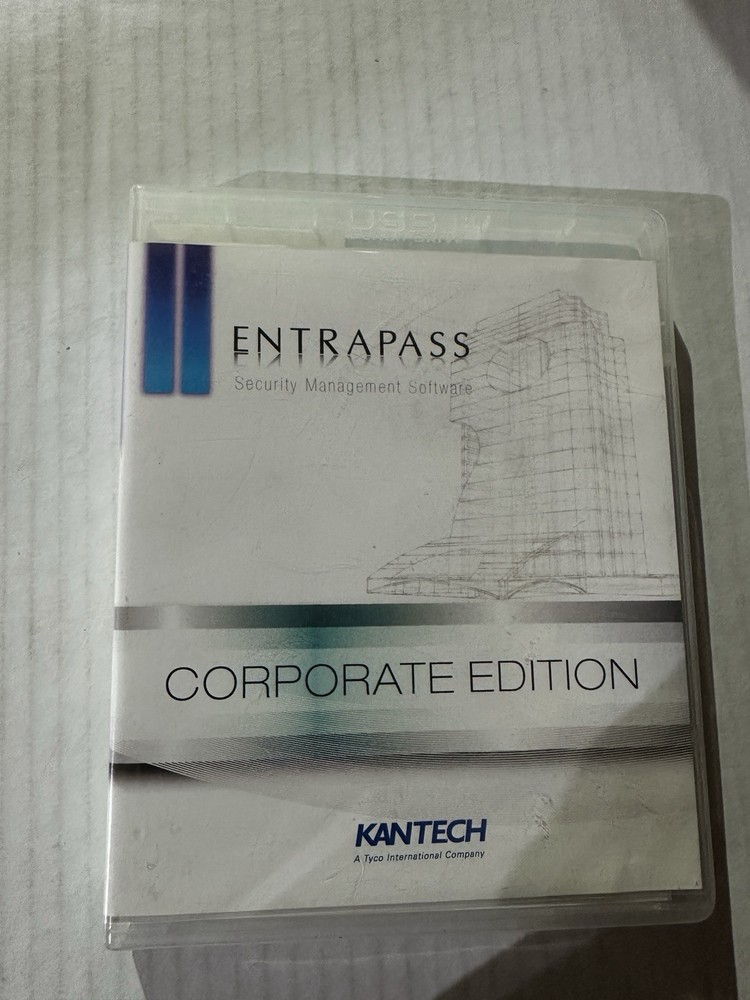 ENTRAPASS
Security Management Software
CORPORATE EDITION
KANTECH
A Tyco International Company